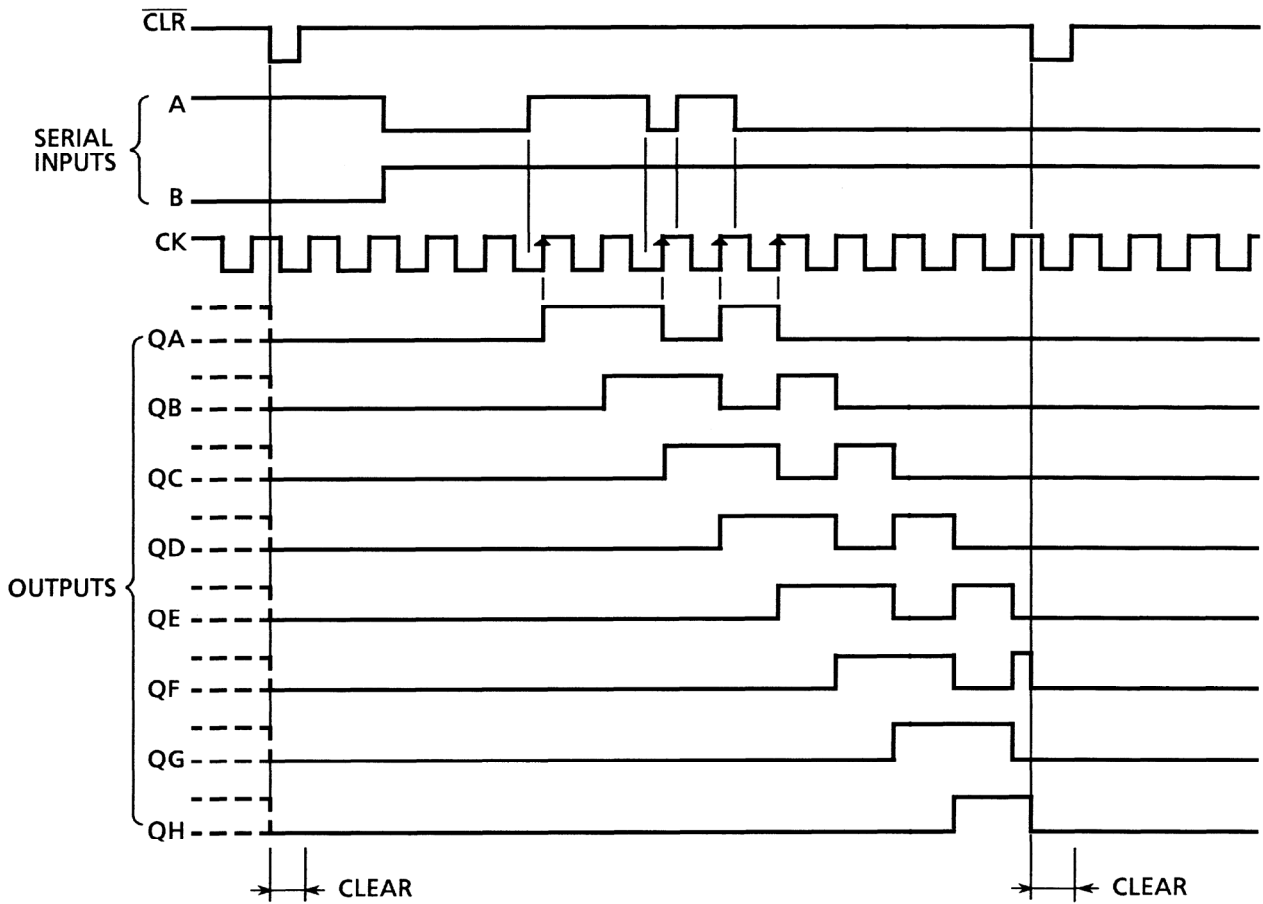 CLR
A
SERIAL
INPUTS
B
CK
QA
QB
QC
QD
OUTPUTS
QE
QF
QG
QH
CLEAR
CLEAR